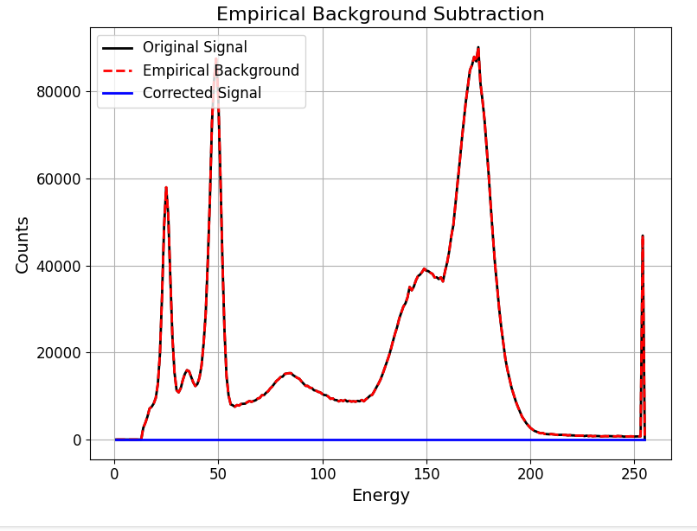 Empirical Background Subtraction
Original Signal
Empirical Background
Corrected Signal
80000
60000
40000
20000
0
Counts
0 50 100 150 200 250
Energy